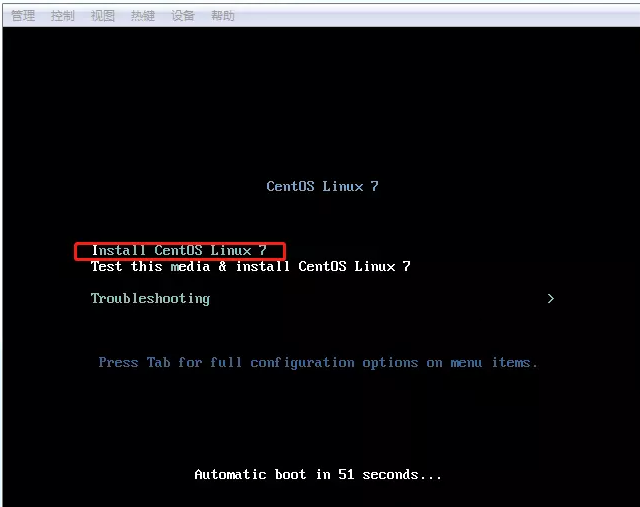 管理 控制 视图 热键 设备 帮助
CentOS Linux 7
Install CentOS Linux 7
Test this media & install CentOS Linux 7
Troubleshooting >
Press Tab for full configuration options on menu items.
Automatic boot in 51 seconds...